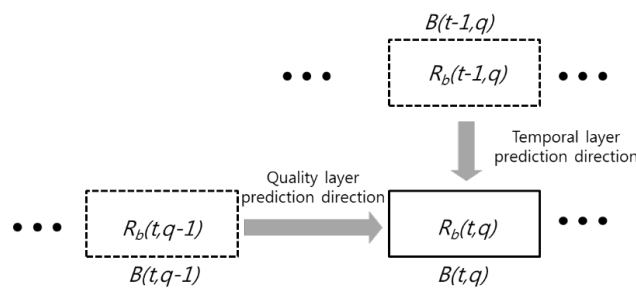 B(t-1,q)
••• R_b(t-1,q) •••
Temporal layer
prediction direction
Quality layer
prediction direction
••• R_b(t,q-1) R_b(t,q) •••
B(t,q-1) B(t,q)